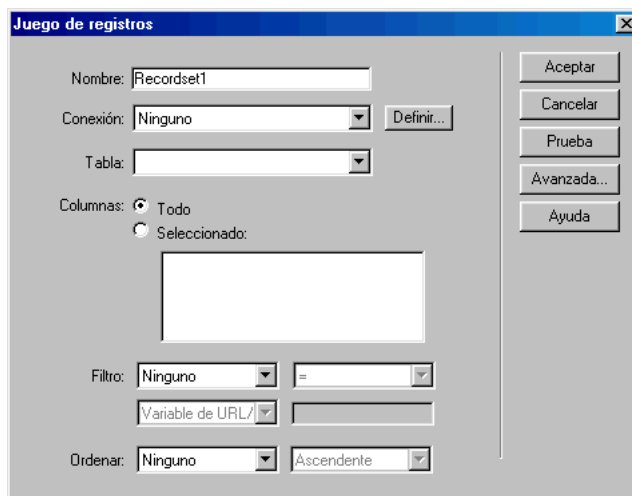 Juego de registros
Nombre: Recordset1
Conexión: Ninguno Definir...
Tabla:
Columnas: Todo
Seleccionado:
Filtro: Ninguno =
Variable de URL/
Ordenar: Ninguno Ascendente
Aceptar
Cancelar
Prueba
Avanzada...
Ayuda